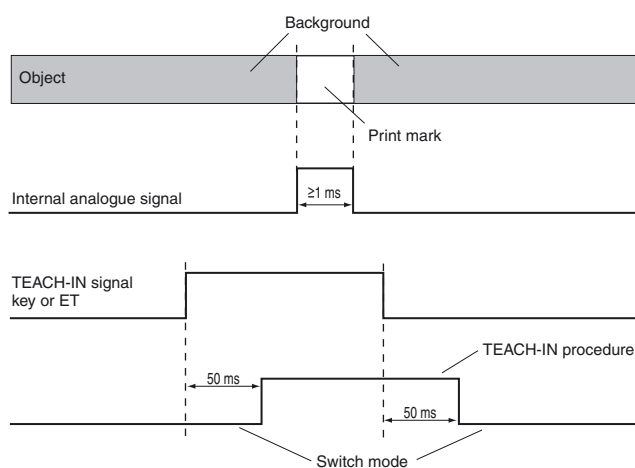 Background
Object
Print mark
≥1 ms
Internal analogue signal
TEACH-IN signal
key or ET
TEACH-IN procedure
50 ms
50 ms
Switch mode